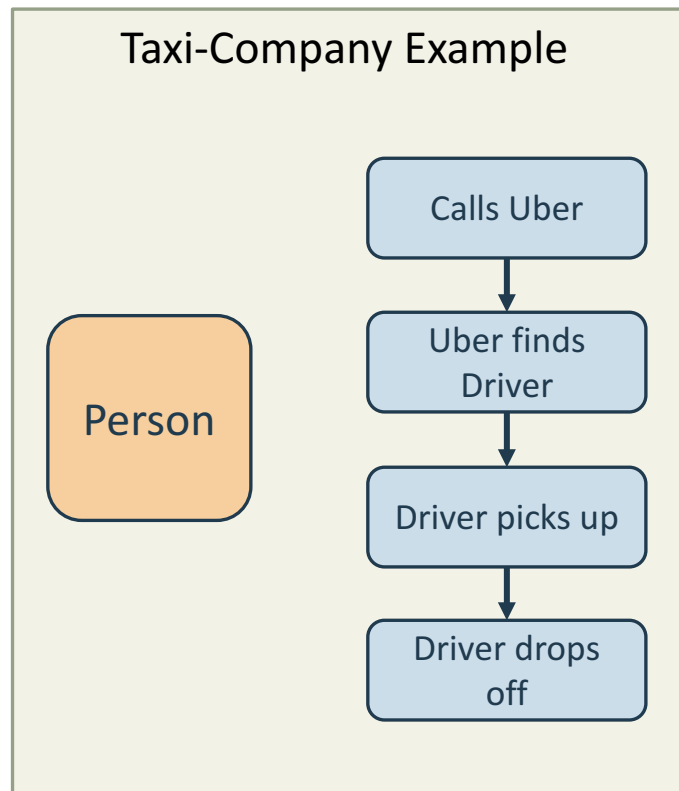 Taxi-Company Example
Calls Uber
Uber finds
Driver
Person
Driver picks up
Driver drops
off